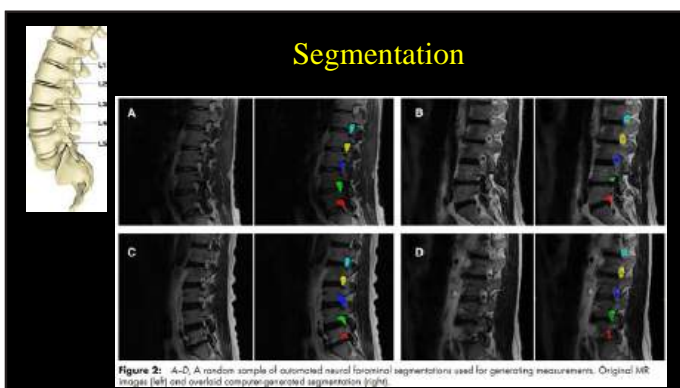 Segmentation
L1
L2
L3
L4
L5
A
B
C
D
Figure 2: A–D, A random sample of automated neural foraminal segmentations used for generating measurements. Original MR
images (left) and overlaid computer-generated segmentation (right).